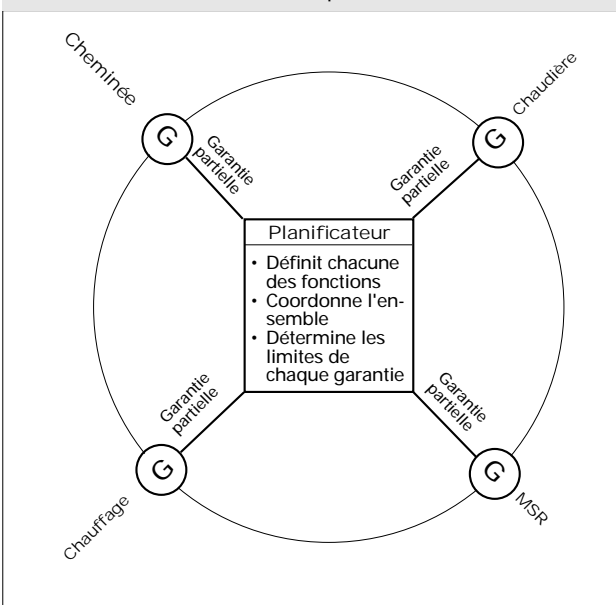 Cheminée
G
Garantie
partielle
Chaudière
G
Garantie
partielle
Planificateur
• Définit chacune
des fonctions
• Coordonne l'en-
semble
• Détermine les
limites de
chaque garantie
Garantie
partielle
G
Chauffage
Garantie
partielle
G
MSR